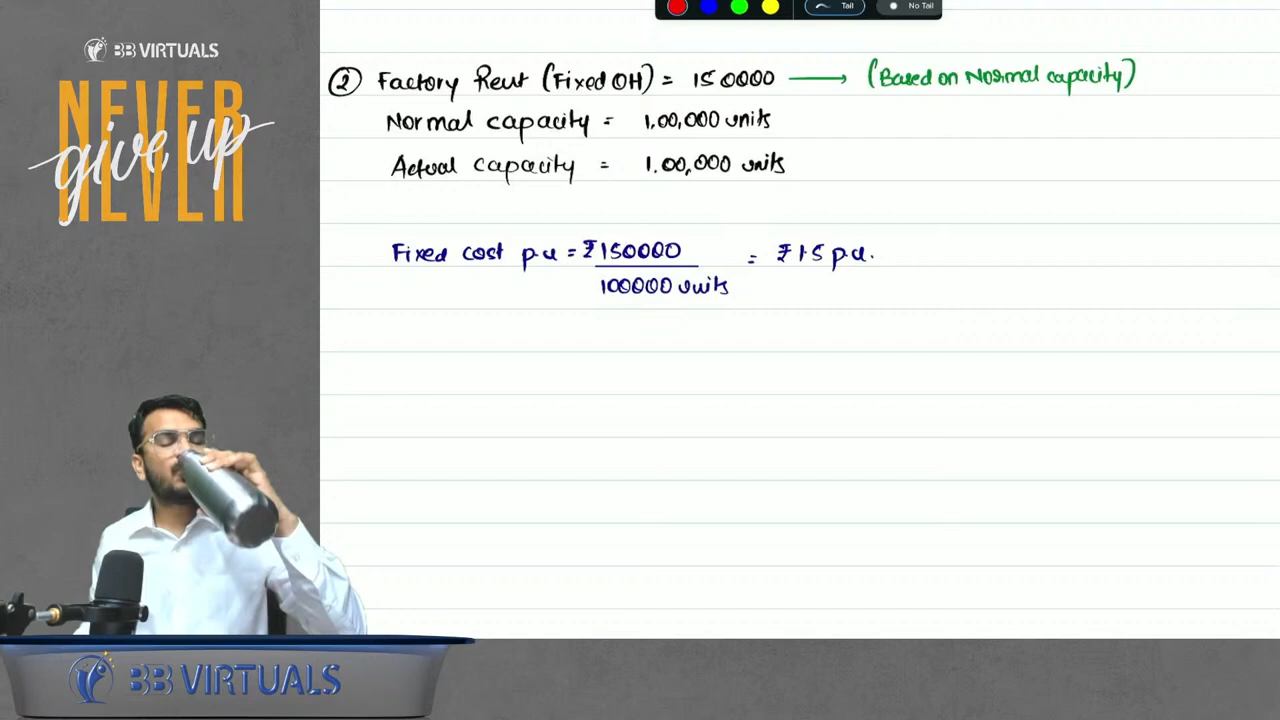 Tail
No Tail
BB VIRTUALS
NEVER
give up
NEVER
② Factory Rent (Fixed OH) = 150000 → (Based on Normal capacity)
Normal capacity = 1,00,000 units
Actual capacity = 1,00,000 units
Fixed cost p.u = ₹150000 = ₹1.5 p.u.
100000 units
BB VIRTUALS